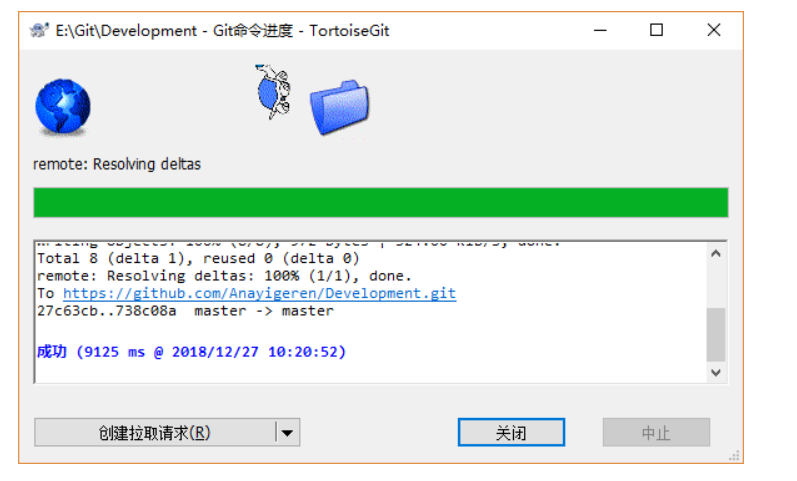 E:\Git\Development - Git命令进度 - TortoiseGit
remote: Resolving deltas
Total 8 (delta 1), reused 0 (delta 0)
remote: Resolving deltas: 100% (1/1), done.
To https://github.com/Anayigeren/Development.git
27c63cb..738c08a master -> master
成功 (9125 ms @ 2018/12/27 10:20:52)
创建拉取请求(R)
关闭
中止